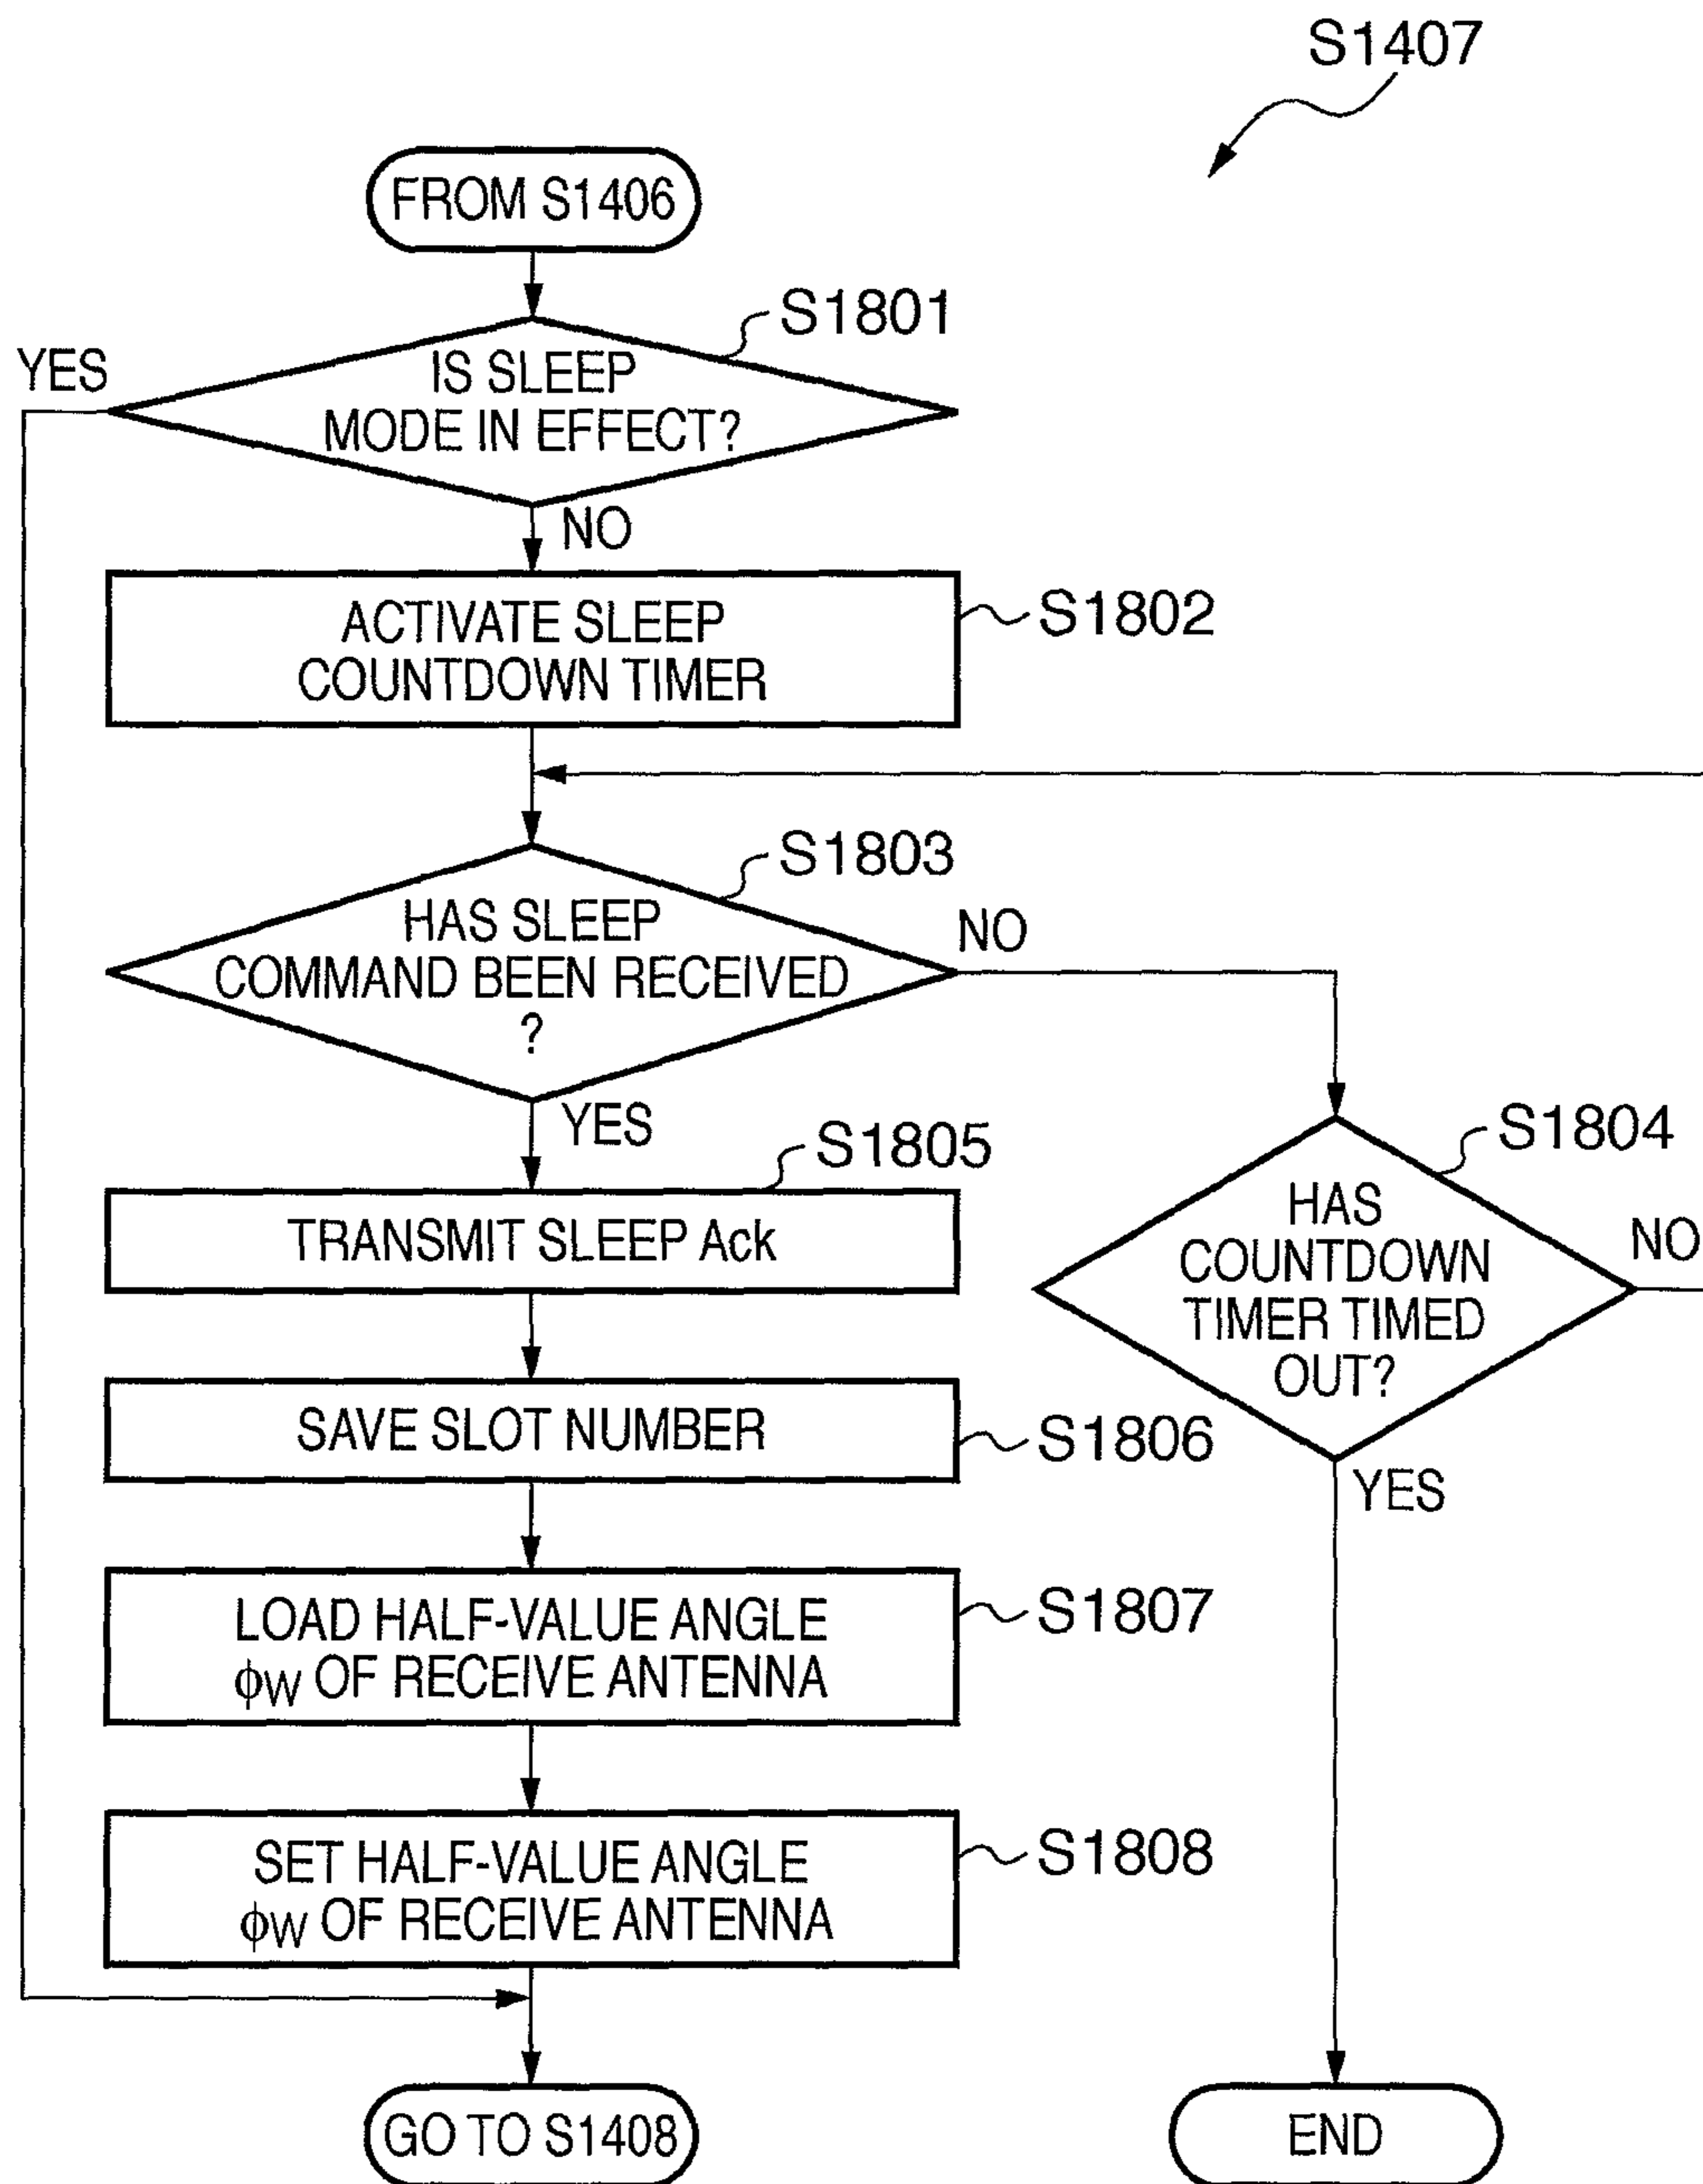 S1407
FROM S1406
S1801
YES
IS SLEEP
MODE IN EFFECT?
NO
ACTIVATE SLEEP
COUNTDOWN TIMER
S1802
S1803
HAS SLEEP
COMMAND BEEN RECEIVED
?
NO
YES
S1805
TRANSMIT SLEEP Ack
S1804
HAS
COUNTDOWN
TIMER TIMED
OUT?
NO
YES
SAVE SLOT NUMBER
S1806
LOAD HALF-VALUE ANGLE
ϕW OF RECEIVE ANTENNA
S1807
SET HALF-VALUE ANGLE
ϕW OF RECEIVE ANTENNA
S1808
GO TO S1408
END